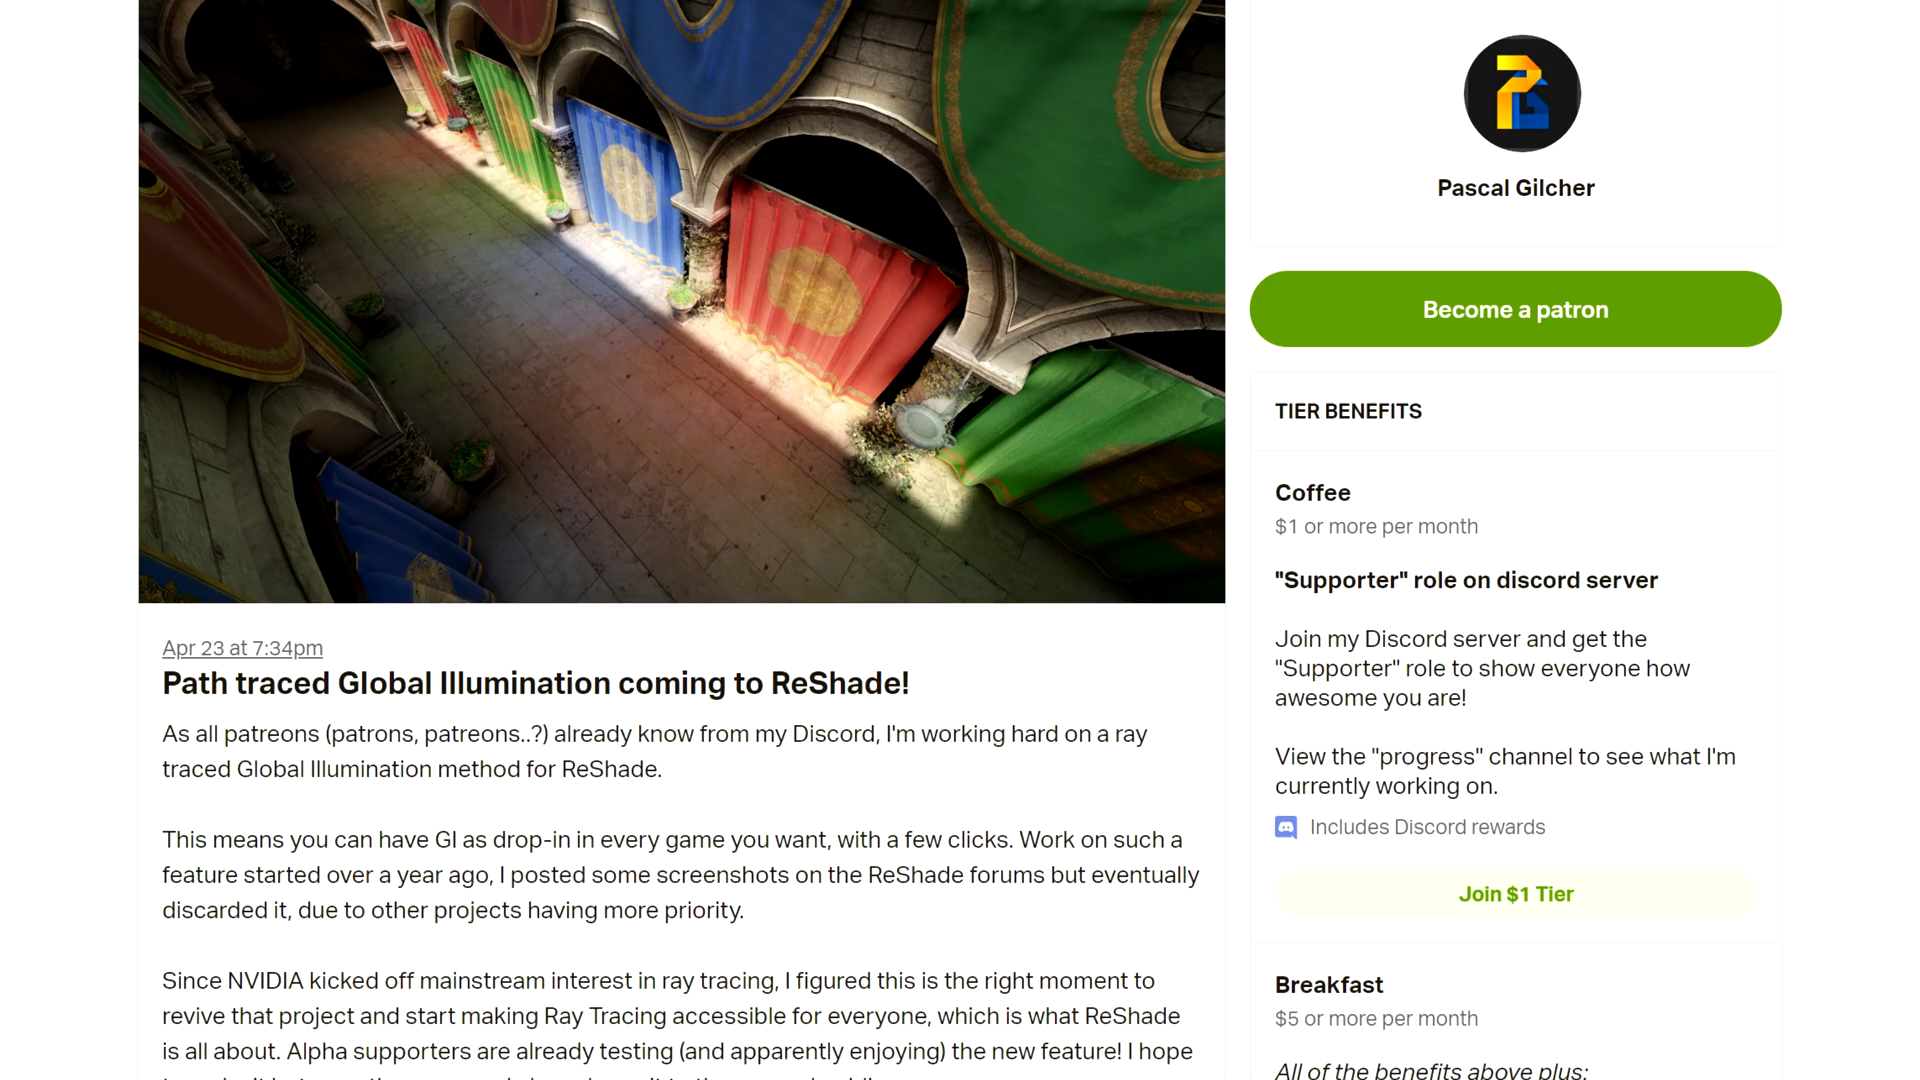 Pascal Gilcher
Become a patron
TIER BENEFITS
Coffee
$1 or more per month
"Supporter" role on discord server
Join my Discord server and get the
"Supporter" role to show everyone how
awesome you are!
View the "progress" channel to see what I'm
currently working on.
Includes Discord rewards
Join $1 Tier
Breakfast
$5 or more per month
All of the benefits above plus:
Apr 23 at 7:34pm
Path traced Global Illumination coming to ReShade!
As all patreons (patrons, patreons..?) already know from my Discord, I'm working hard on a ray
traced Global Illumination method for ReShade.
This means you can have GI as drop-in in every game you want, with a few clicks. Work on such a
feature started over a year ago, I posted some screenshots on the ReShade forums but eventually
discarded it, due to other projects having more priority.
Since NVIDIA kicked off mainstream interest in ray tracing, I figured this is the right moment to
revive that project and start making Ray Tracing accessible for everyone, which is what ReShade
is all about. Alpha supporters are already testing (and apparently enjoying) the new feature! I hope